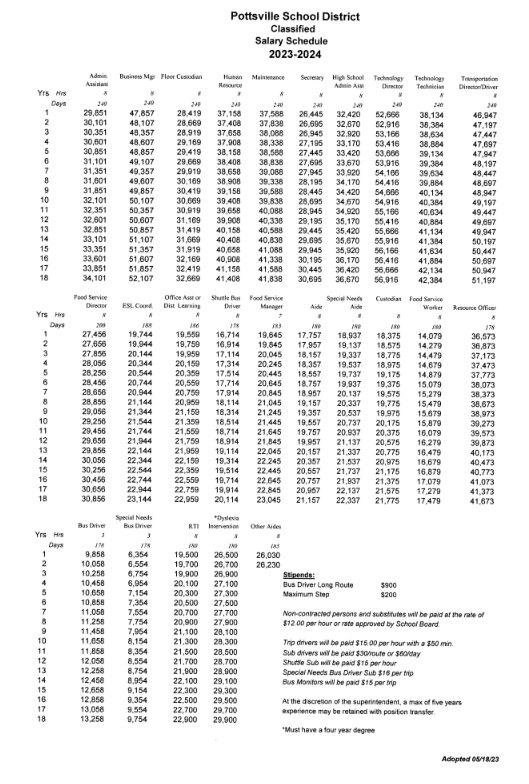 Pottsville School District
Classified
Salary Schedule
2023-2024
Admin Business Mgr Floor Custodian Human Maintenance Secretary High School Technology Technology Transportation
Assistant Resource Admin Asst Director Technician Director/Driver
Yrs Hrs 8 8 8 8 8 8 8 8 8 8
Days 240 240 240 240 240 240 240 240 240 240
1 29,851 47,857 28,419 37,158 37,588 26,445 32,420 52,666 38,134 46,947
2 30,101 48,107 28,669 37,408 37,838 26,695 32,670 52,916 38,384 47,197
3 30,351 48,357 28,919 37,658 38,088 26,945 32,920 53,166 38,634 47,447
4 30,601 48,607 29,169 37,908 38,338 27,195 33,170 53,416 38,884 47,697
5 30,851 48,857 29,419 38,158 38,588 27,445 33,420 53,666 39,134 47,947
6 31,101 49,107 29,669 38,408 38,838 27,695 33,670 53,916 39,384 48,197
7 31,351 49,357 29,919 38,658 39,088 27,945 33,920 54,166 39,634 48,447
8 31,601 49,607 30,169 38,908 39,338 28,195 34,170 54,416 39,884 48,697
9 31,851 49,857 30,419 39,158 39,588 28,445 34,420 54,666 40,134 48,947
10 32,101 50,107 30,669 39,408 39,838 28,695 34,670 54,916 40,384 49,197
11 32,351 50,357 30,919 39,658 40,088 28,945 34,920 55,166 40,634 49,447
12 32,601 50,607 31,169 39,908 40,338 29,195 35,170 55,416 40,884 49,697
13 32,851 50,857 31,419 40,158 40,588 29,445 35,420 55,666 41,134 49,947
14 33,101 51,107 31,669 40,408 40,838 29,695 35,670 55,916 41,384 50,197
15 33,351 51,357 31,920 40,658 41,088 29,945 35,920 56,166 41,634 50,447
16 33,601 51,607 32,169 40,908 41,338 30,195 36,170 56,416 41,884 50,697
17 33,851 51,857 32,419 41,158 41,588 30,445 36,420 56,666 42,134 50,947
18 34,101 52,107 32,669 41,408 41,838 30,695 36,670 56,916 42,384 51,197
Food Service Office Asst or Shuttle Bus Food Service Special Needs Custodian Food Service
Director ESL Coord. Dist. Learning Driver Manager Aide Aide Worker Resource Officer
Yrs Hrs 8 8 8 8 7 8 8 8 8 8
Days 200 188 186 178 183 180 180 180 180 178
1 27,456 19,744 19,559 16,714 19,645 17,757 18,937 18,375 14,079 36,573
2 27,656 19,944 19,759 16,914 19,845 17,957 19,137 18,575 14,279 36,873
3 27,856 20,144 19,959 17,114 20,045 18,157 19,337 18,775 14,479 37,173
4 28,056 20,344 20,159 17,314 20,245 18,357 19,537 18,975 14,679 37,473
5 28,256 20,544 20,359 17,514 20,445 18,557 19,737 19,175 14,879 37,773
6 28,456 20,744 20,559 17,714 20,645 18,757 19,937 19,375 15,079 38,073
7 28,656 20,944 20,759 17,914 20,845 18,957 20,137 19,575 15,279 38,373
8 28,856 21,144 20,959 18,114 21,045 19,157 20,337 19,775 15,479 38,673
9 29,056 21,344 21,159 18,314 21,245 19,357 20,537 19,975 15,679 38,973
10 29,256 21,544 21,359 18,514 21,445 19,557 20,737 20,175 15,879 39,273
11 29,456 21,744 21,559 18,714 21,645 19,757 20,937 20,375 16,079 39,573
12 29,656 21,944 21,759 18,914 21,845 19,957 21,137 20,575 16,279 39,873
13 29,856 22,144 21,959 19,114 22,045 20,157 21,337 20,775 16,479 40,173
14 30,056 22,344 22,159 19,314 22,245 20,357 21,537 20,975 16,679 40,473
15 30,256 22,544 22,359 19,514 22,445 20,557 21,737 21,175 16,879 40,773
16 30,456 22,744 22,559 19,714 22,645 20,757 21,937 21,375 17,079 41,073
17 30,656 22,944 22,759 19,914 22,845 20,957 22,137 21,575 17,279 41,373
18 30,856 23,144 22,959 20,114 23,045 21,157 22,337 21,775 17,479 41,673
Special Needs *Dyslexia
Bus Driver Bus Driver RTI Intervention Other Aides
Yrs Hrs 3 3 8 8 8
Days 178 178 180 180 185
1 9,858 6,354 19,500 26,500 26,030
2 10,058 6,554 19,700 26,700 26,230
3 10,258 6,754 19,900 26,900
4 10,458 6,954 20,100 27,100
5 10,658 7,154 20,300 27,300
6 10,858 7,354 20,500 27,500
7 11,058 7,554 20,700 27,700
8 11,258 7,754 20,900 27,900
9 11,458 7,954 21,100 28,100
10 11,658 8,154 21,300 28,300
11 11,858 8,354 21,500 28,500
12 12,058 8,554 21,700 28,700
13 12,258 8,754 21,900 28,900
14 12,458 8,954 22,100 29,100
15 12,658 9,154 22,300 29,300
16 12,858 9,354 22,500 29,500
17 13,058 9,554 22,700 29,700
18 13,258 9,754 22,900 29,900
Stipends:
Bus Driver Long Route $900
Maximum Step $200
Non-contracted persons and substitutes will be paid at the rate of
$12.00 per hour or rate approved by School Board.
Trip drivers will be paid $15.00 per hour with a $50 min.
Sub drivers will be paid $30/route or $60/day
Shuttle Sub will be paid $15 per hour
Special Needs Bus Driver Sub $16 per trip
Bus Monitors will be paid $15 per trip
At the discretion of the superintendent, a max of five years
experience may be retained with position transfer.
*Must have a four year degree
Adopted 05/18/23